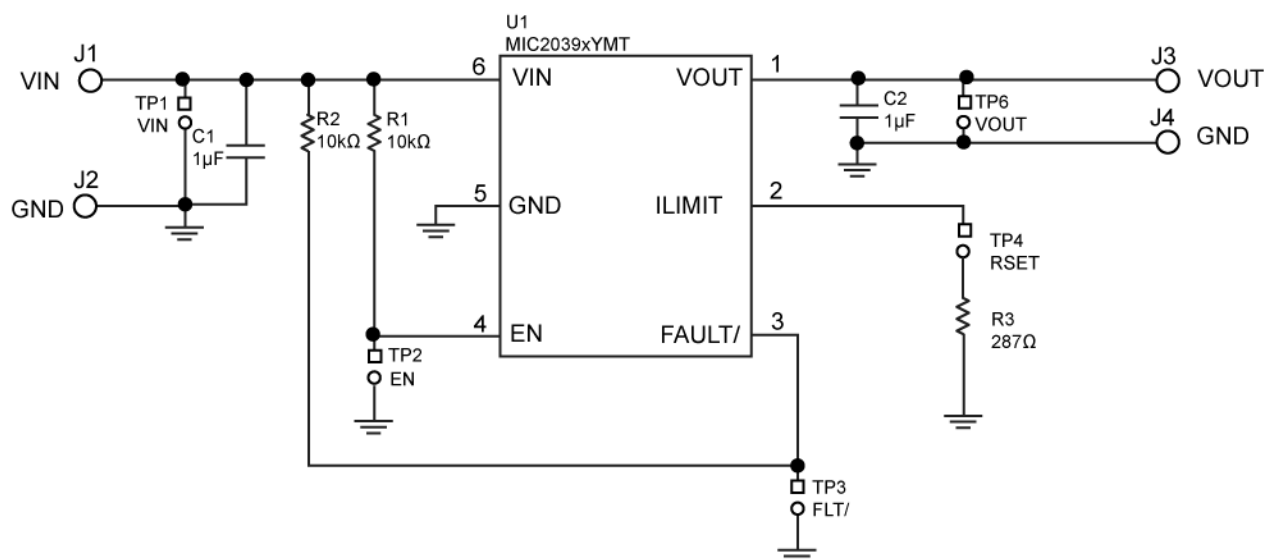 U1
MIC2039xYMT
J1
VIN
6
VIN
VOUT
1
J3
VOUT
TP1
VIN
C1
1µF
R2
10kΩ
R1
10kΩ
C2
1µF
TP6
VOUT
J4
GND
J2
GND
5
GND
ILIMIT
2
TP4
RSET
R3
287Ω
4
EN
FAULT/
3
TP2
EN
TP3
FLT/